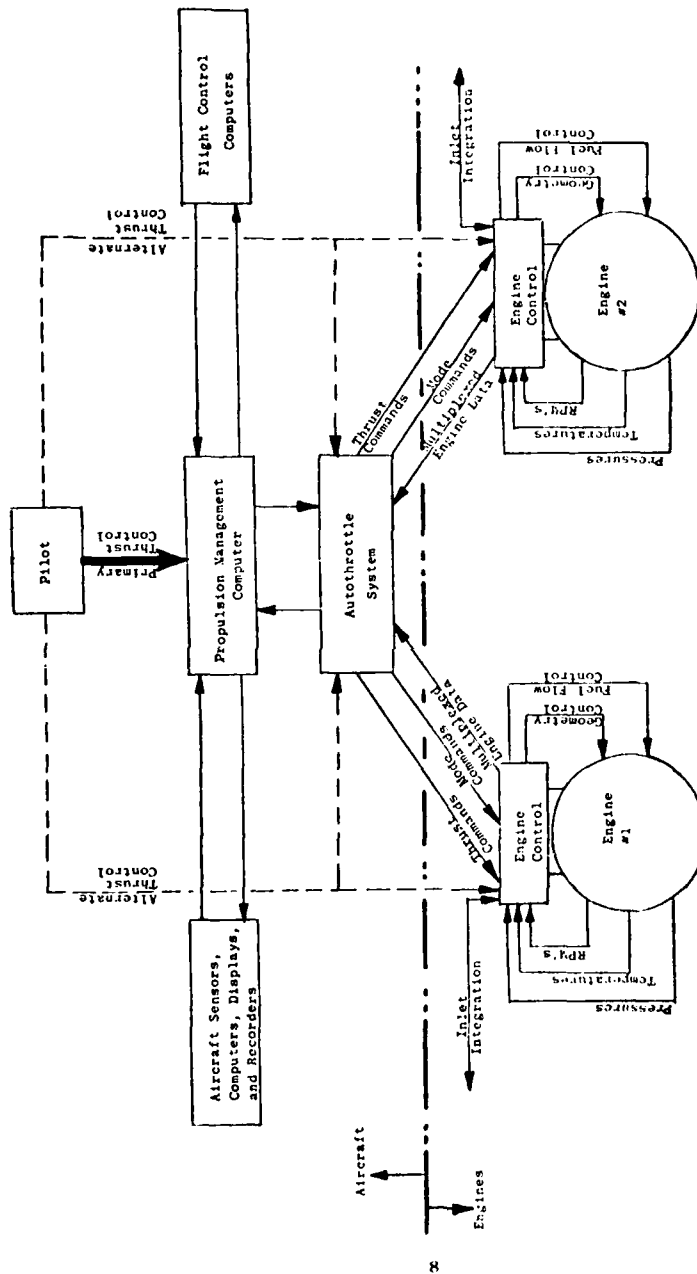 Pilot
Primary
Thrust
Control
Alternate
Thrust
Control
Alternate
Thrust
Control
Aircraft Sensors,
Computers, Displays,
and Recorders
Propulsion Management
Computer
Flight Control
Computers
Autothrottle
System
Aircraft
Engines
Thrust
Commands
Mode
Commands
Multiplexed
Engine Data
Thrust
Commands
Mode
Commands
Multiplexed
Engine Data
Inlet
Integration
Engine
Control
Geometry
Control
Fuel Flow
Control
RPM's
Temperatures
Pressures
Engine
#1
Inlet
Integration
Engine
Control
Geometry
Control
Fuel Flow
Control
RPM's
Temperatures
Pressures
Engine
#2
8